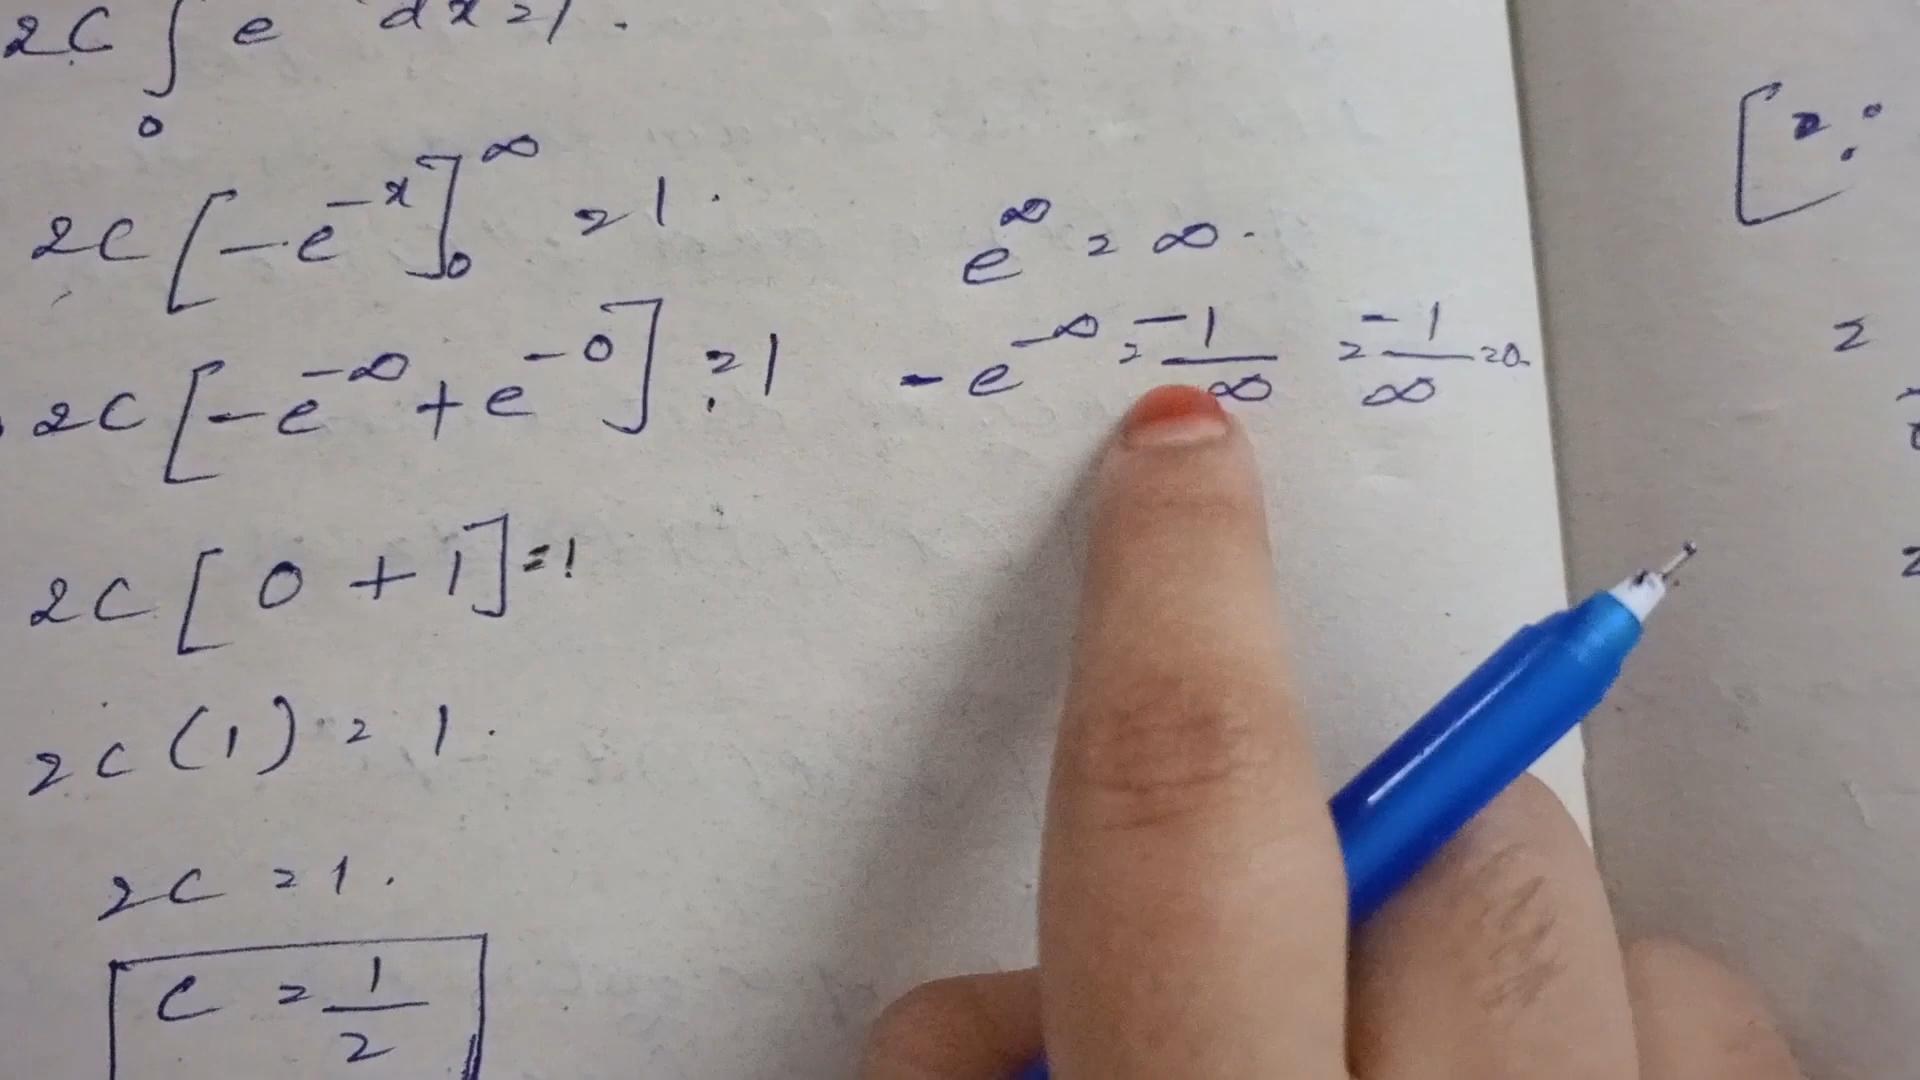 2C ∫₀ e dx = 1.
2C [-e^{-x}]₀^∞ = 1.
e^∞ = ∞.
2C [-e^{-∞} + e^{-0}] = 1
-e^{-∞} = -1/∞ = -1/∞ = 0.
2C [0 + 1] = 1
2C (1) = 1.
2C = 1.
C = 1/2